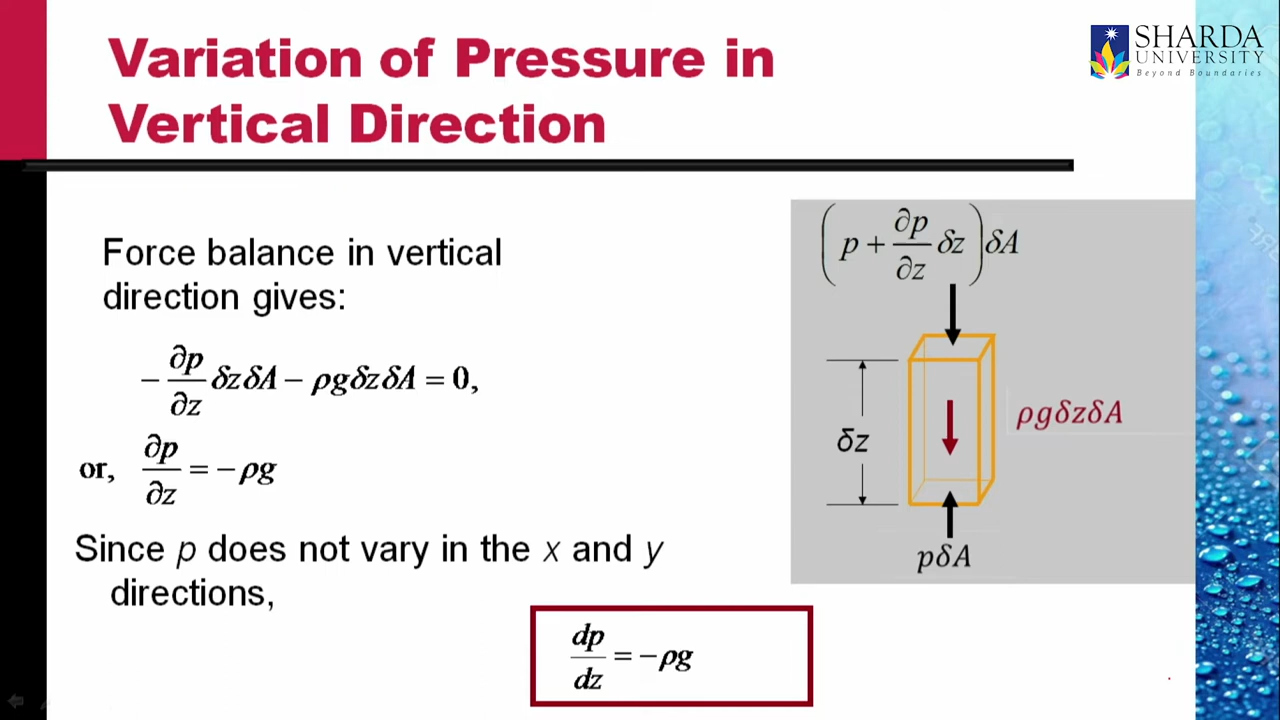 SHARDA
UNIVERSITY
Beyond Boundaries
Variation of Pressure in
Vertical Direction
Force balance in vertical
direction gives:
− ∂p/∂z δzδA − ρgδzδA = 0,
or, ∂p/∂z = −ρg
Since p does not vary in the x and y
directions,
dp/dz = −ρg
(p + ∂p/∂z δz) δA
ρgδzδA
δz
pδA